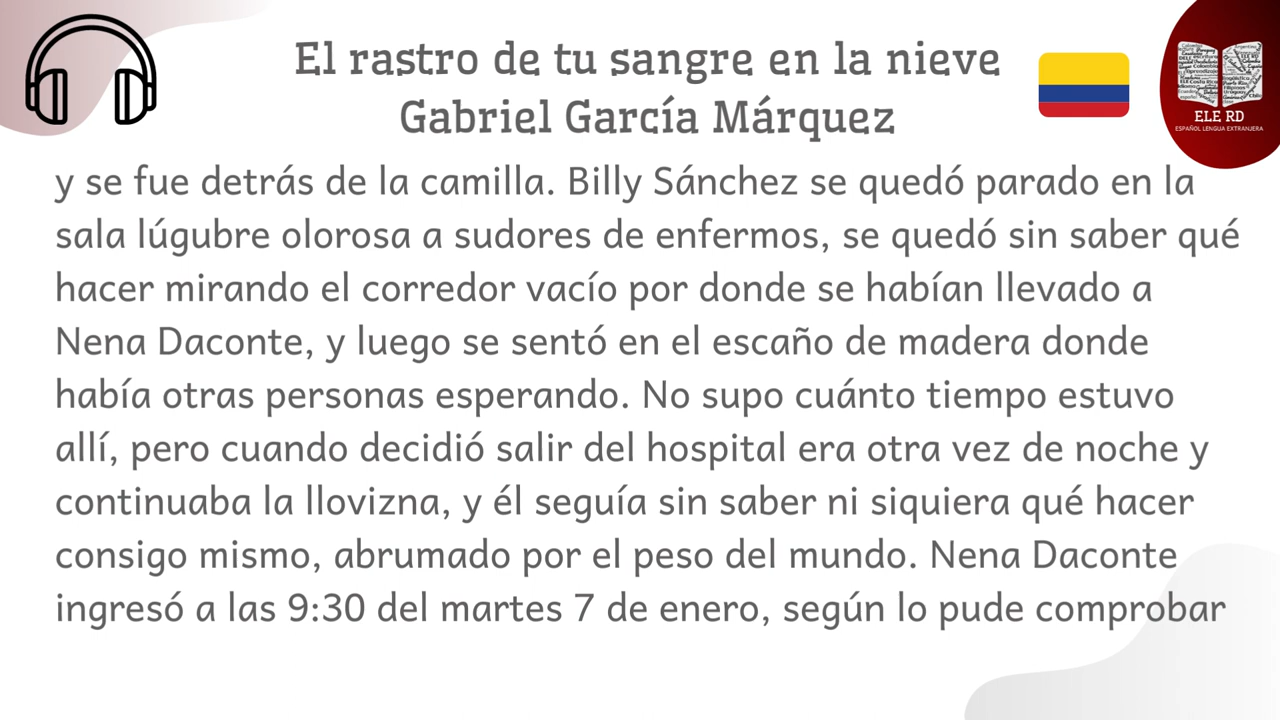 El rastro de tu sangre en la nieve
Gabriel García Márquez
ELE RD
ESPAÑOL LENGUA EXTRANJERA
y se fue detrás de la camilla. Billy Sánchez se quedó parado en la
sala lúgubre olorosa a sudores de enfermos, se quedó sin saber qué
hacer mirando el corredor vacío por donde se habían llevado a
Nena Daconte, y luego se sentó en el escaño de madera donde
había otras personas esperando. No supo cuánto tiempo estuvo
allí, pero cuando decidió salir del hospital era otra vez de noche y
continuaba la llovizna, y él seguía sin saber ni siquiera qué hacer
consigo mismo, abrumado por el peso del mundo. Nena Daconte
ingresó a las 9:30 del martes 7 de enero, según lo pude comprobar